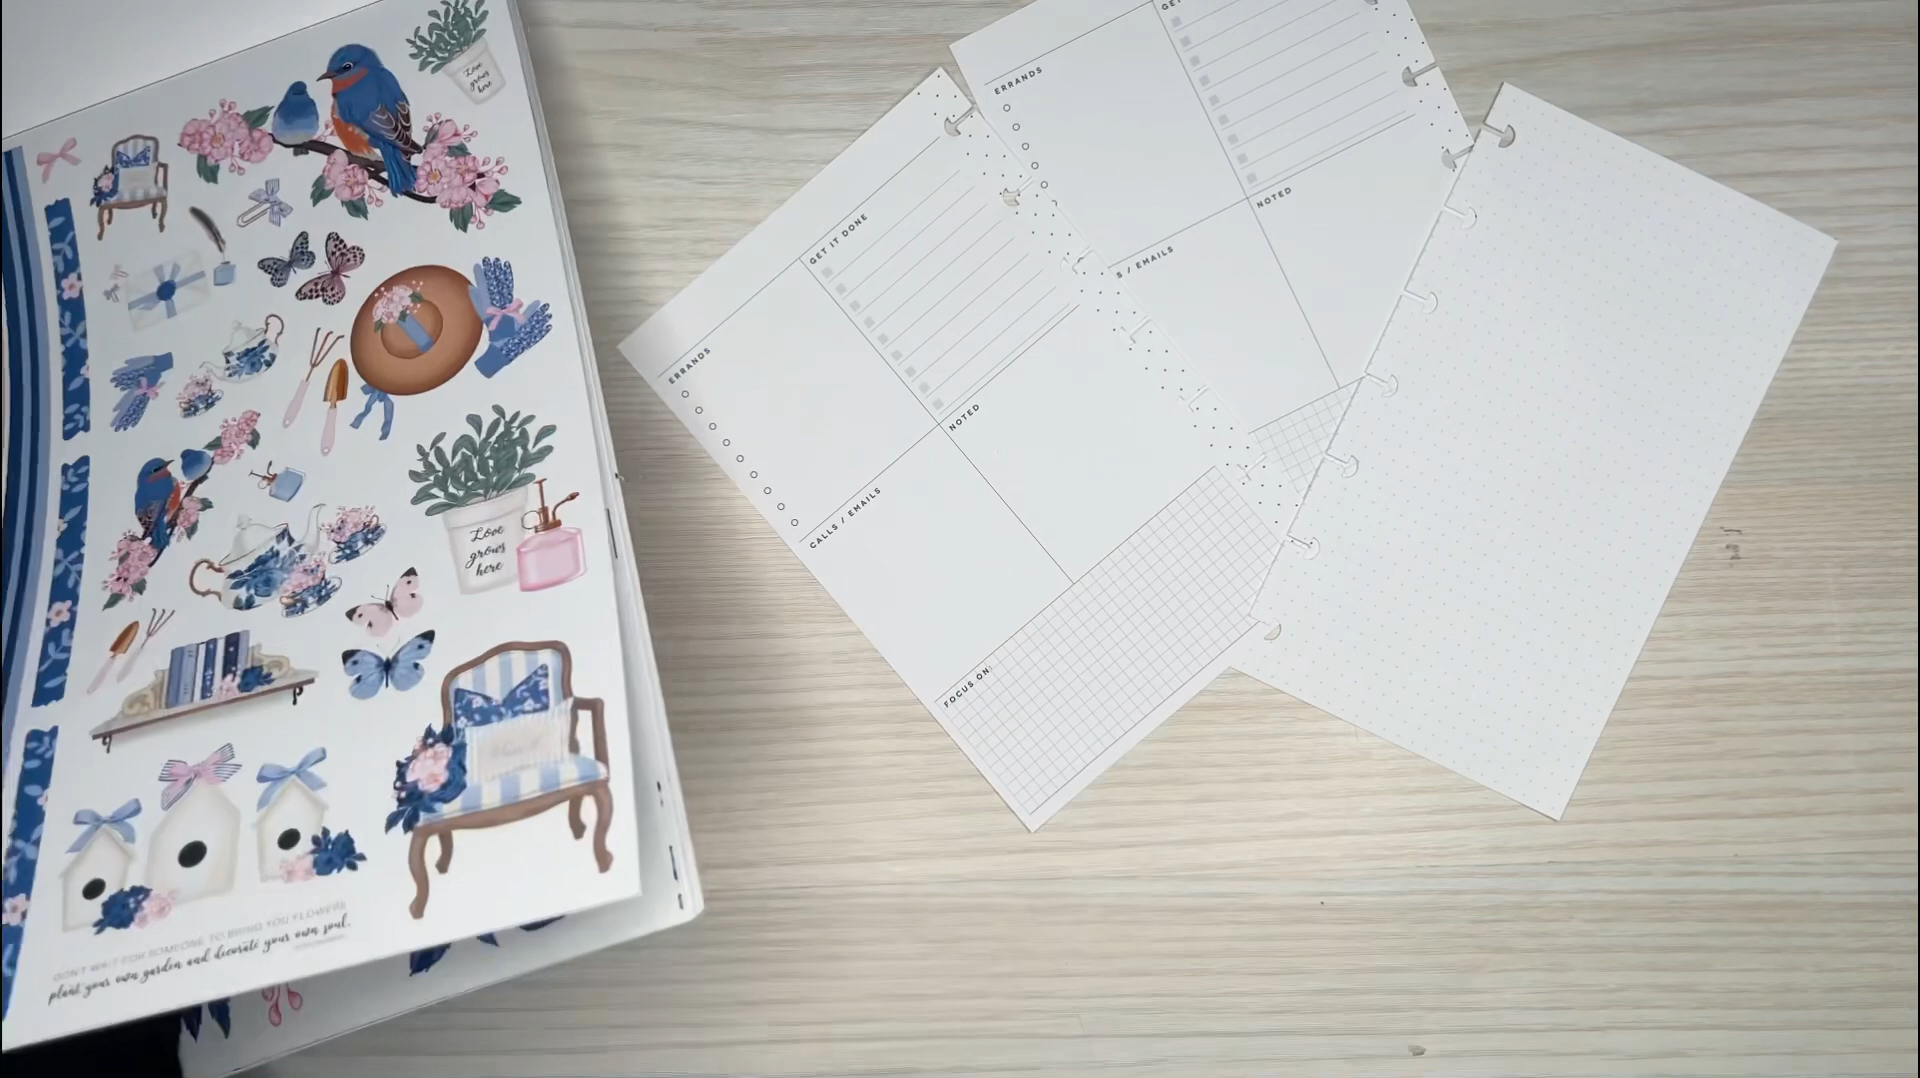 Love
grows
here
Love
grows
here
DON'T WAIT FOR SOMEONE TO BRING YOU FLOWERS
plant your own garden and decorate your own soul.
ERRANDS
GET IT DONE
CALLS / EMAILS
NOTED
FOCUS ON:
ERRANDS
GET
S / EMAILS
NOTED